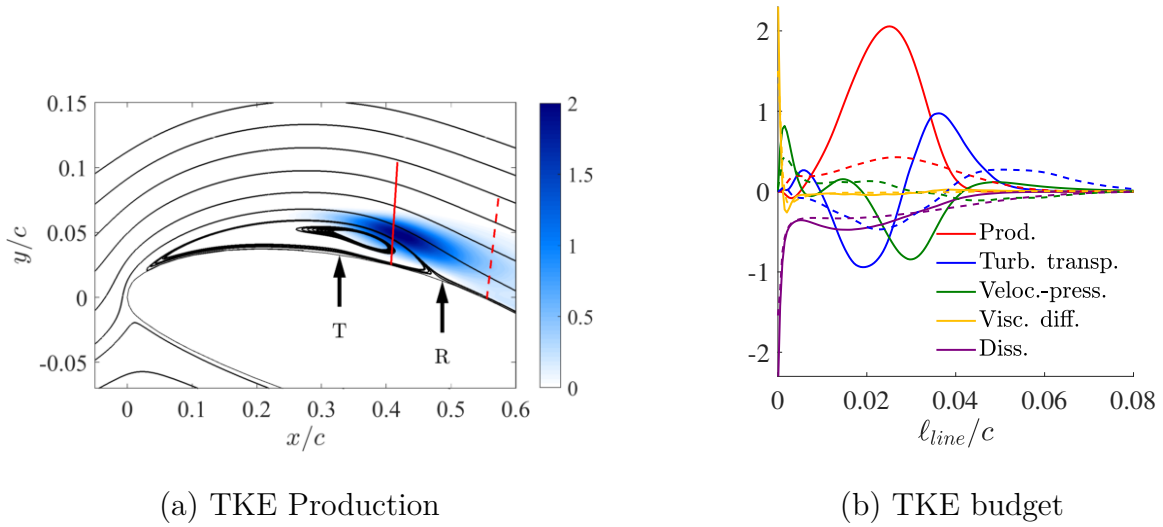 0.15
0.1
0.05
0
-0.05
y/c
0 0.1 0.2 0.3 0.4 0.5 0.6
x/c
T
R
2
1.5
1
0.5
0
(a) TKE Production
2
1
0
-1
-2
Prod.
Turb. transp.
Veloc.-press.
Visc. diff.
Diss.
0 0.02 0.04 0.06 0.08
ℓline/c
(b) TKE budget